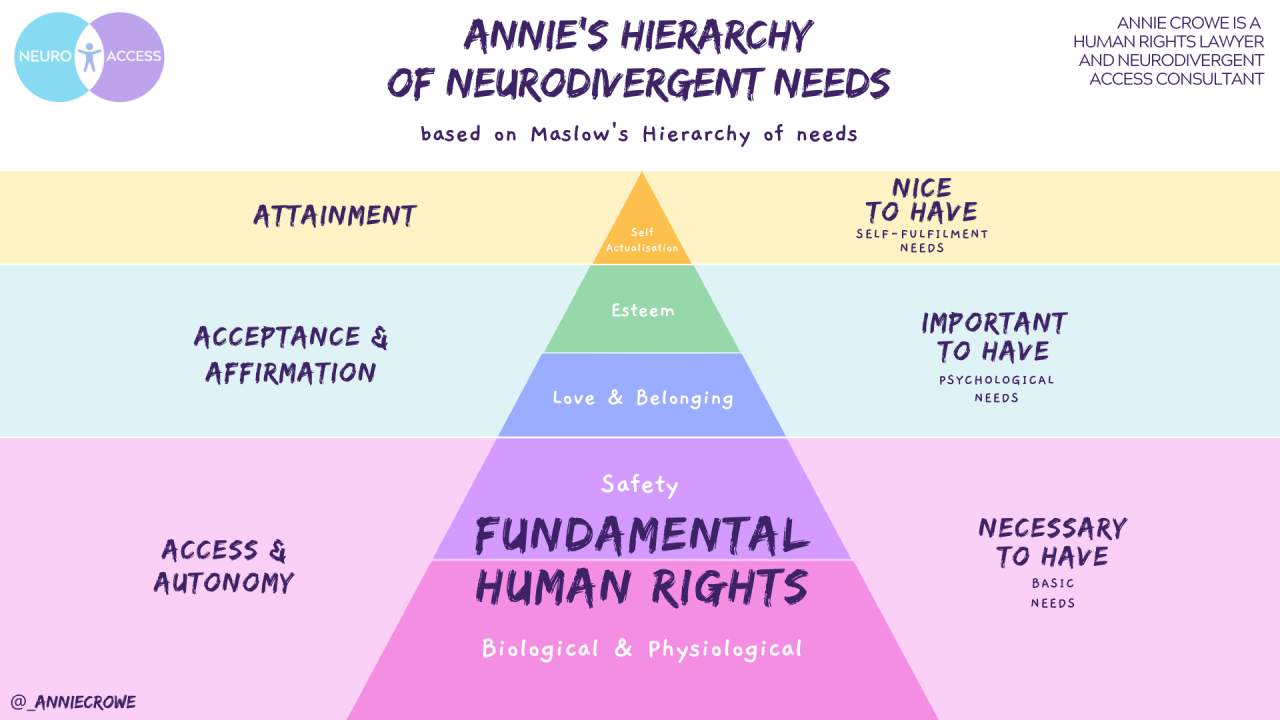 NEURO ACCESS
ANNIE'S HIERARCHY
OF NEURODIVERGENT NEEDS
based on Maslow's Hierarchy of needs
ANNIE CROWE IS A
HUMAN RIGHTS LAWYER
AND NEURODIVERGENT
ACCESS CONSULTANT
ATTAINMENT
Self
Actualisation
NICE
TO HAVE
SELF-FULFILMENT
NEEDS
ACCEPTANCE &
AFFIRMATION
Esteem
Love & Belonging
IMPORTANT
TO HAVE
PSYCHOLOGICAL
NEEDS
ACCESS &
AUTONOMY
Safety
FUNDAMENTAL
HUMAN RIGHTS
Biological & Physiological
NECESSARY
TO HAVE
BASIC
NEEDS
@_ANNIECROWE